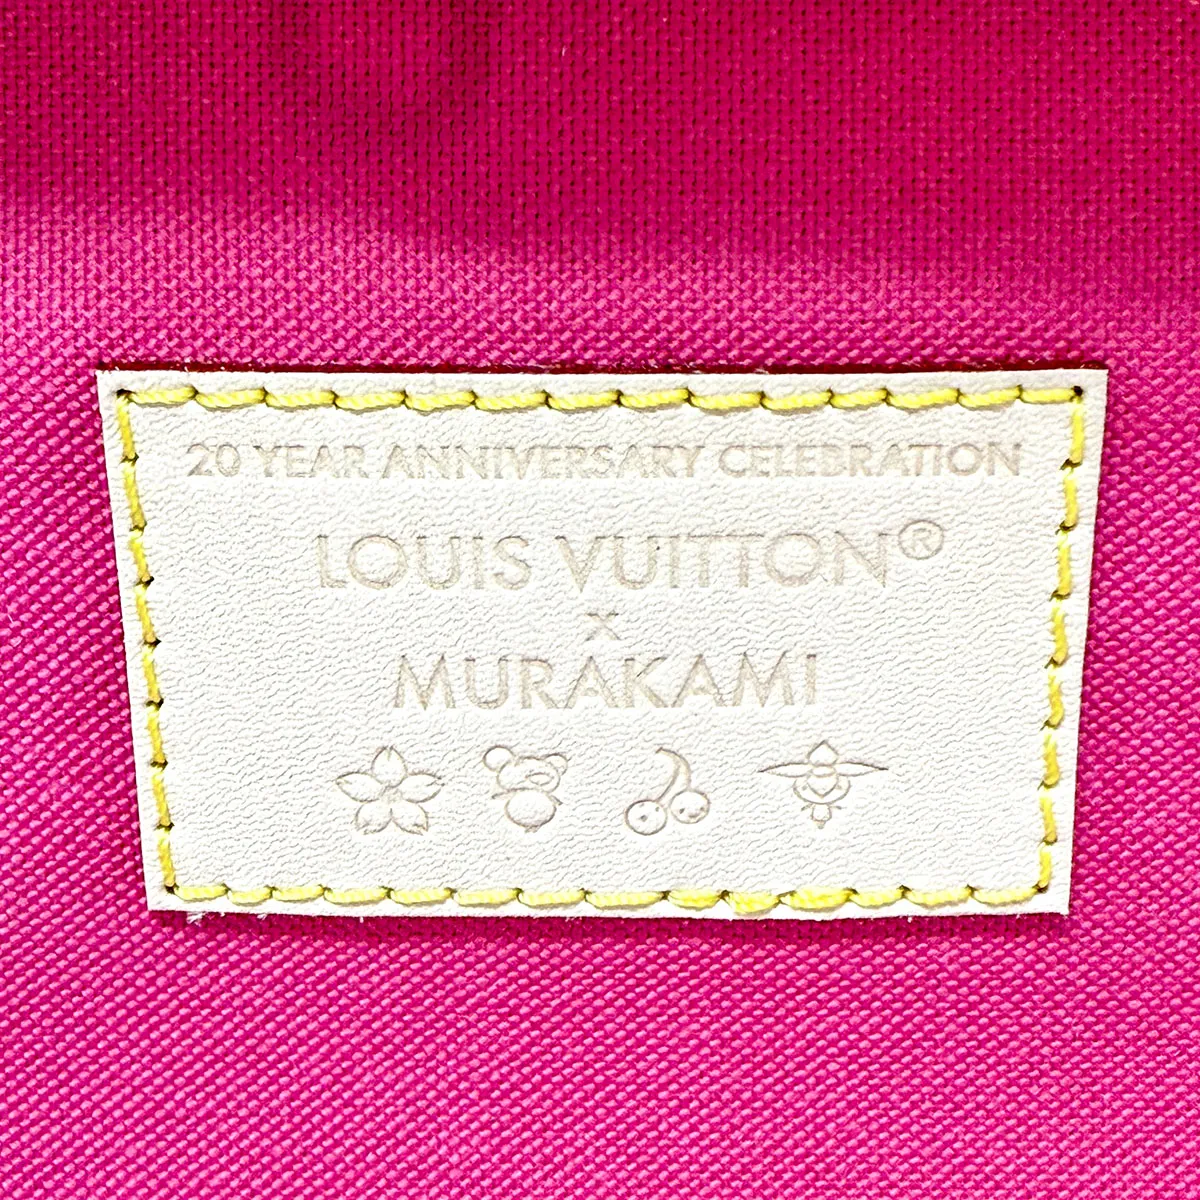 20 YEAR ANNIVERSARY CELEBRATION
LOUIS VUITTON®
x
MURAKAMI